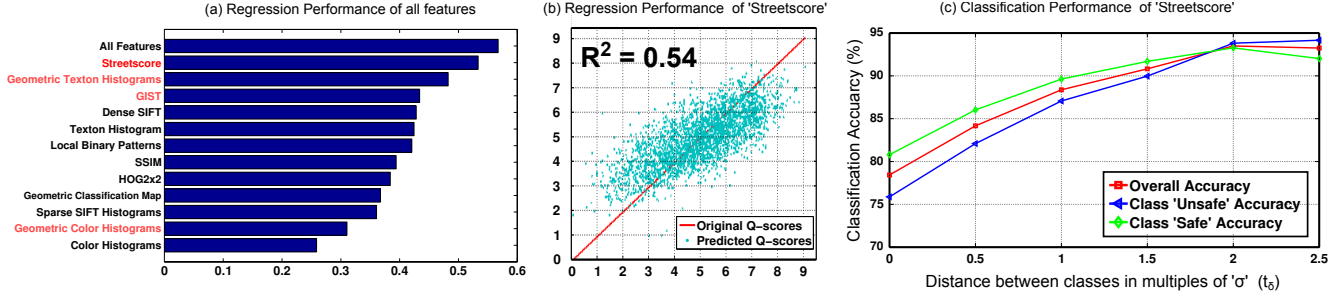 (a) Regression Performance of all features
All Features
Streetscore
Geometric Texton Histograms
GIST
Dense SIFT
Texton Histogram
Local Binary Patterns
SSIM
HOG2x2
Geometric Classification Map
Sparse SIFT Histograms
Geometric Color Histograms
Color Histograms
0 0.1 0.2 0.3 0.4 0.5 0.6
(b) Regression Performance of 'Streetscore'
R² = 0.54
9
8
7
6
5
4
3
2
1
0
Original Q-scores
Predicted Q-scores
0 1 2 3 4 5 6 7 8 9
(c) Classification Performance of 'Streetscore'
Classification Accuarcy (%)
95
90
85
80
75
70
Overall Accuracy
Class 'Unsafe' Accuracy
Class 'Safe' Accuracy
0 0.5 1 1.5 2 2.5
Distance between classes in multiples of 'σ' (tδ)